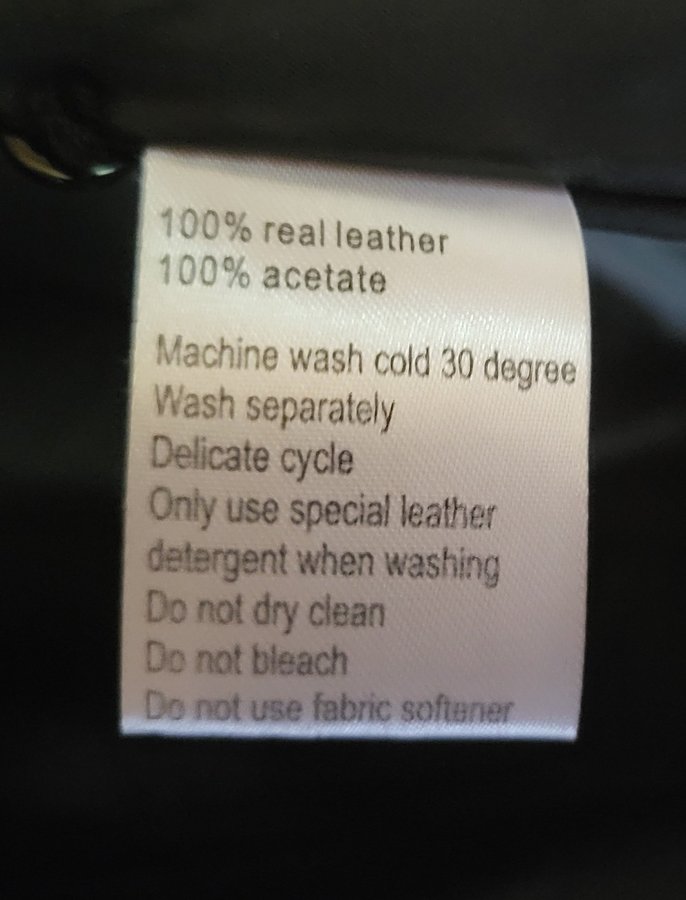 100% real leather
100% acetate
Machine wash cold 30 degree
Wash separately
Delicate cycle
Only use special leather
detergent when washing
Do not dry clean
Do not bleach
Do not use fabric softener